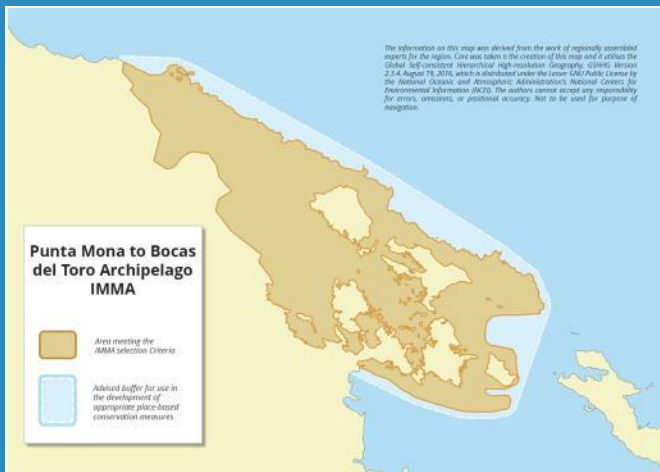 The information on this map was derived from the work of regionally assembled
experts for the region. Care was taken n the creation of this map and it utilises the
Global Self-consistent Hierarchical High-resolution Geography, GSHHG Version
2.3.4. August 19, 2016, which is distributed under the Lesser GNU Public License by
the National Oceanic and Atmospheric Administration's National Centers for
Environmental Information (NCEI). The authors cannot accept any responsibility
for errors, omissions, or positional accuracy. Not to be used for purpose of
navigation.
Punta Mona to Bocas
del Toro Archipelago
IMMA
Area meeting the
IMMA selection Criteria
Advised buffer for use in
the development of
appropriate place-based
conservation measures